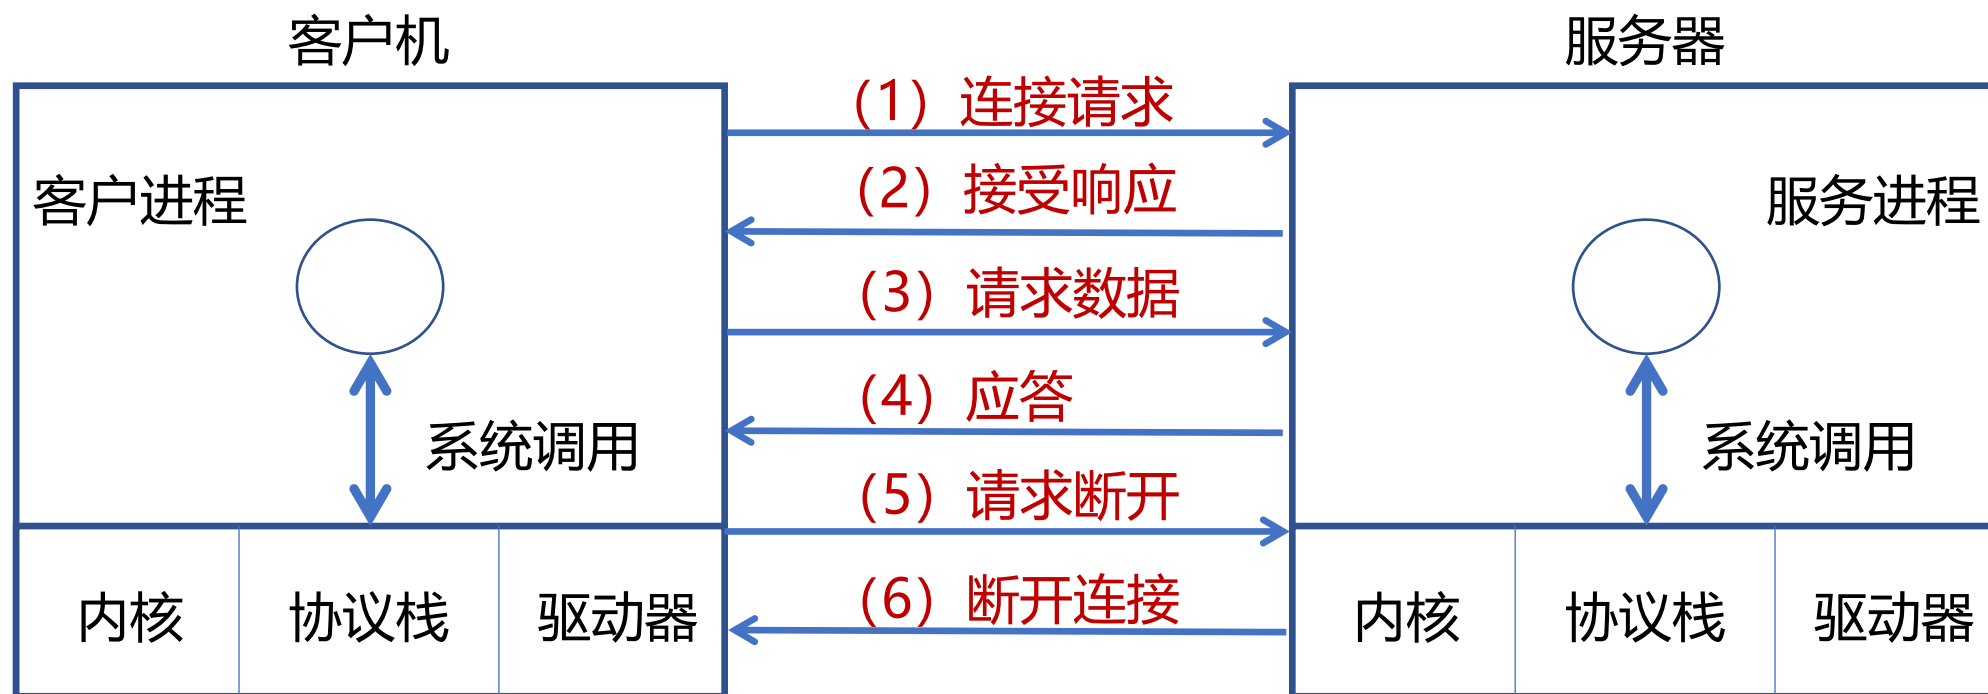 客户机
服务器
客户进程
系统调用
内核
协议栈
驱动器
（1）连接请求
（2）接受响应
（3）请求数据
（4）应答
（5）请求断开
（6）断开连接
服务进程
系统调用
内核
协议栈
驱动器